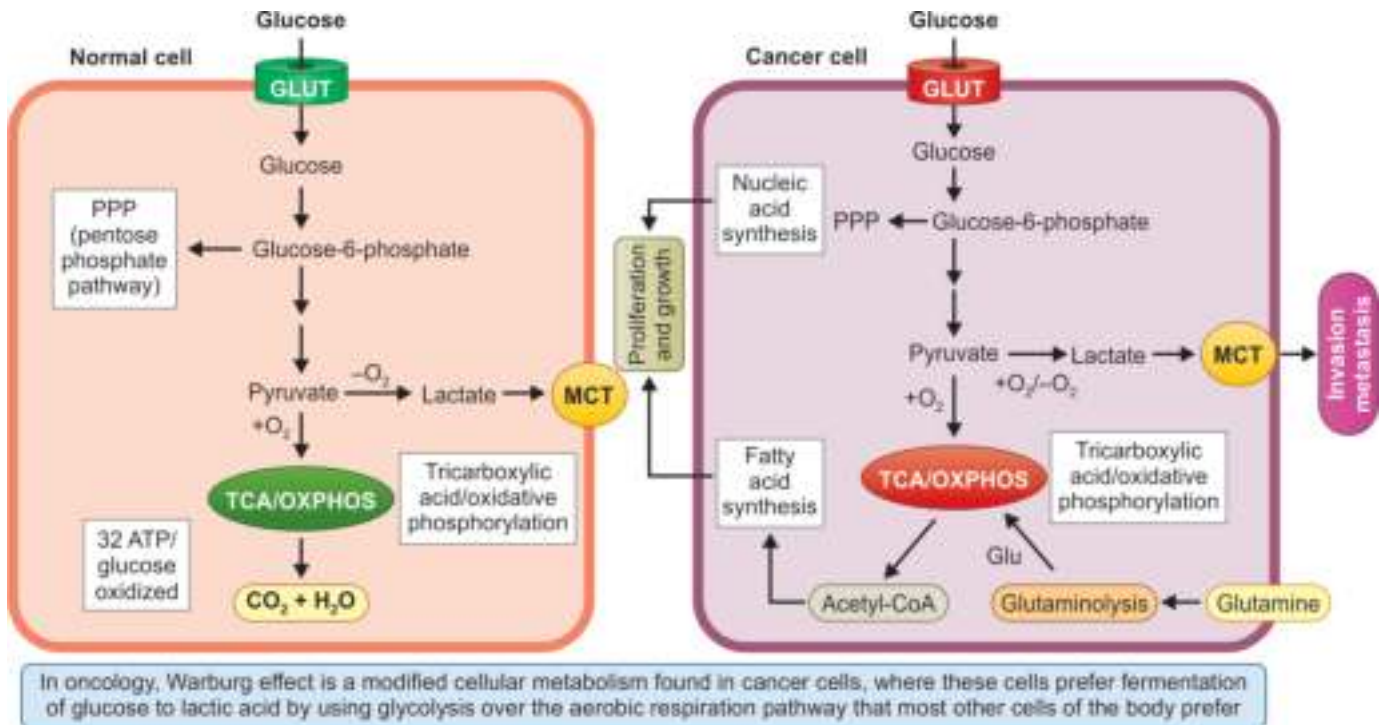 Glucose
Normal cell
GLUT
Glucose
PPP
(pentose
phosphate
pathway)
Glucose-6-phosphate
Pyruvate
–O₂
Lactate
MCT
+O₂
TCA/OXPHOS
Tricarboxylic
acid/oxidative
phosphorylation
32 ATP/
glucose
oxidized
CO₂ + H₂O
Proliferation
and growth
Glucose
Cancer cell
GLUT
Glucose
Nucleic
acid
synthesis
PPP
Glucose-6-phosphate
Pyruvate
Lactate
MCT
+O₂/–O₂
+O₂
Invasion
metastasis
Fatty
acid
synthesis
TCA/OXPHOS
Tricarboxylic
acid/oxidative
phosphorylation
Glu
Acetyl-CoA
Glutaminolysis
Glutamine
In oncology, Warburg effect is a modified cellular metabolism found in cancer cells, where these cells prefer fermentation
of glucose to lactic acid by using glycolysis over the aerobic respiration pathway that most other cells of the body prefer